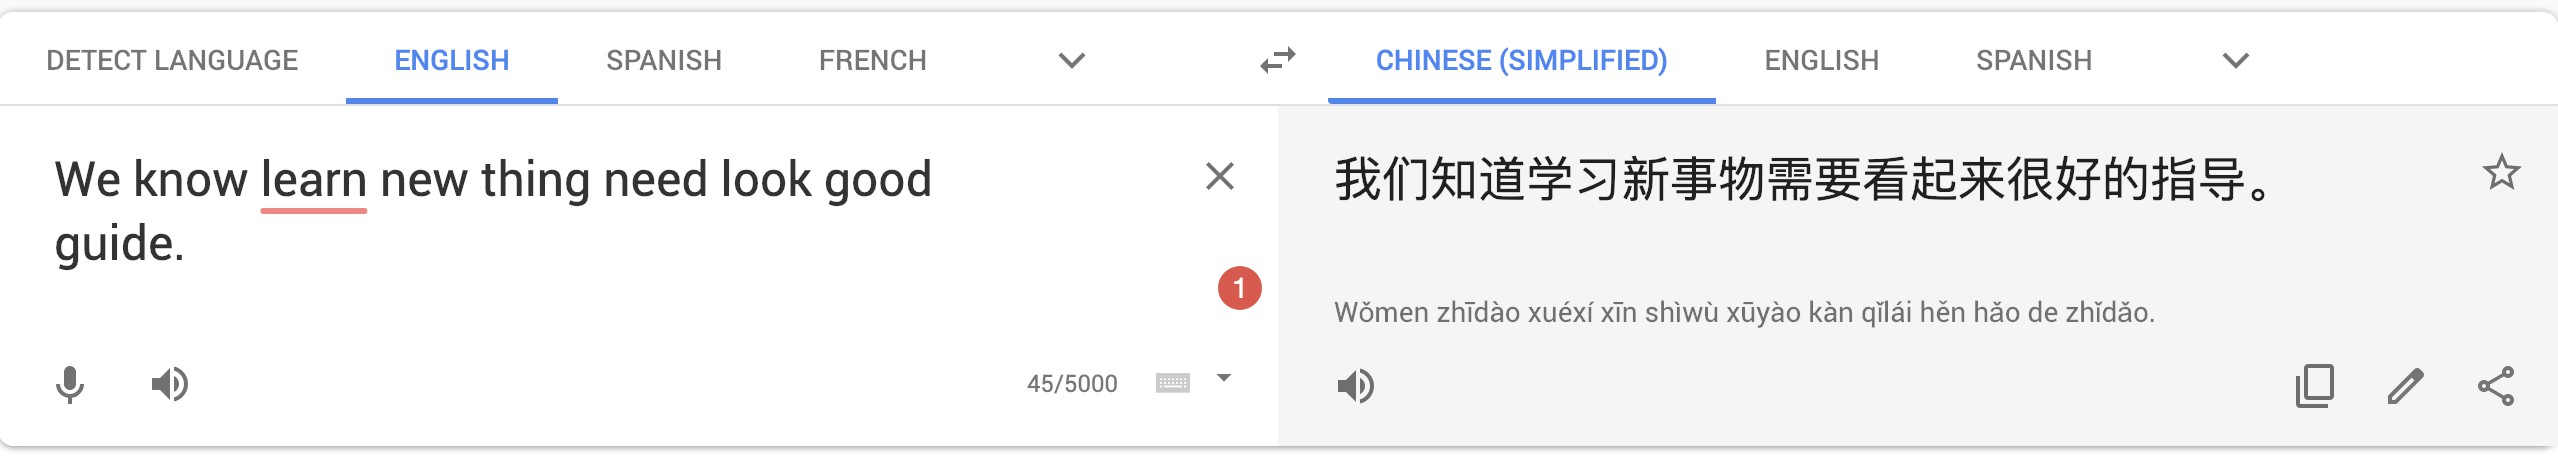 DETECT LANGUAGE ENGLISH SPANISH FRENCH CHINESE (SIMPLIFIED) ENGLISH SPANISH
We know learn new thing need look good
guide.
1
45/5000
我们知道学习新事物需要看起来很好的指导。
Wǒmen zhīdào xuéxí xīn shìwù xūyào kàn qǐlái hěn hǎo de zhǐdǎo.